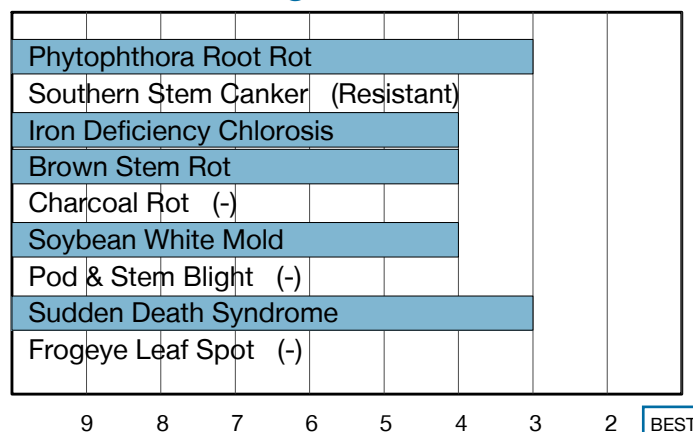 Phytophthora Root Rot
Southern Stem Canker (Resistant)
Iron Deficiency Chlorosis
Brown Stem Rot
Charcoal Rot (-)
Soybean White Mold
Pod & Stem Blight (-)
Sudden Death Syndrome
Frogeye Leaf Spot (-)
9 8 7 6 5 4 3 2 BEST